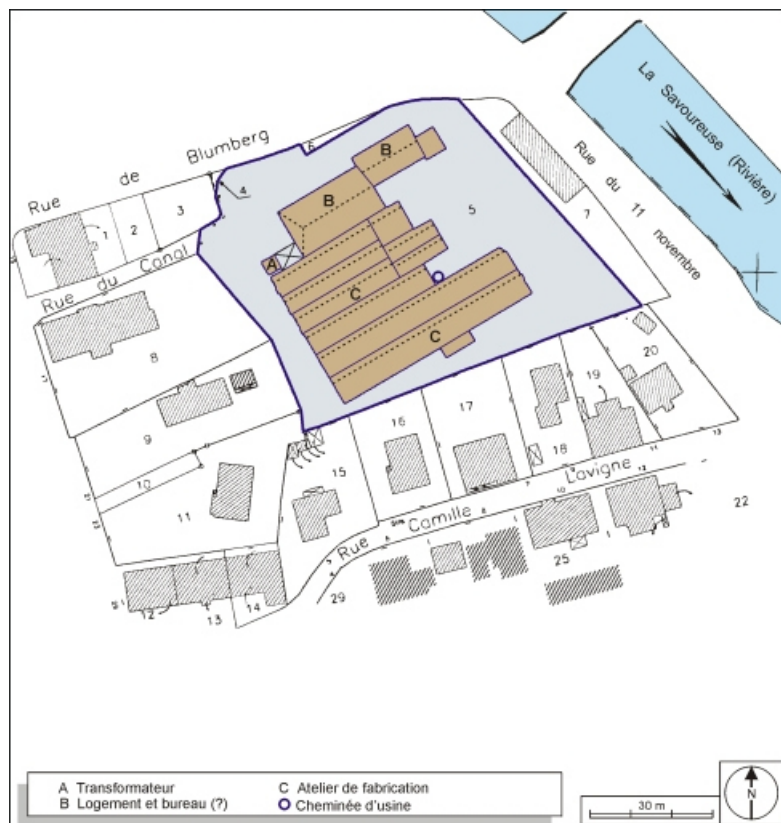 La Savoureuse (Rivière)
Rue de Blumberg
Rue du 11 novembre
Rue du Canal
Rue Camille Lavigne
1
2
3
4
5
6
7
8
9
10
11
12
13
14
15
16
17
18
19
20
22
25
29
A
B
B
C
C
A Transformateur
B Logement et bureau (?)
C Atelier de fabrication
Cheminée d'usine
30 m
N